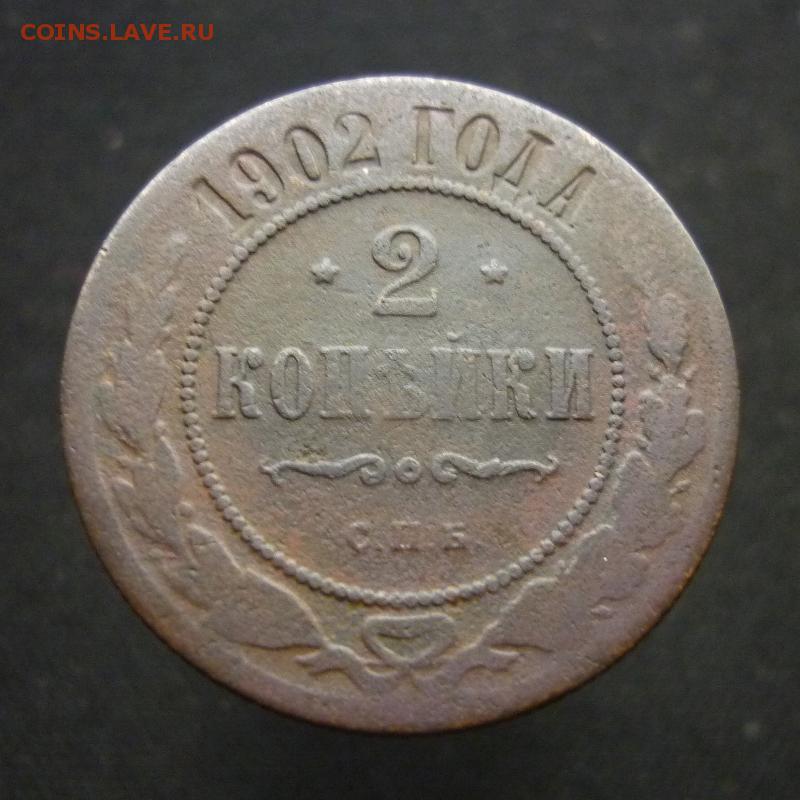 COINS.LAVE.RU
1902 ГОДА
2
КОПѢЙКИ
С.П.Б.